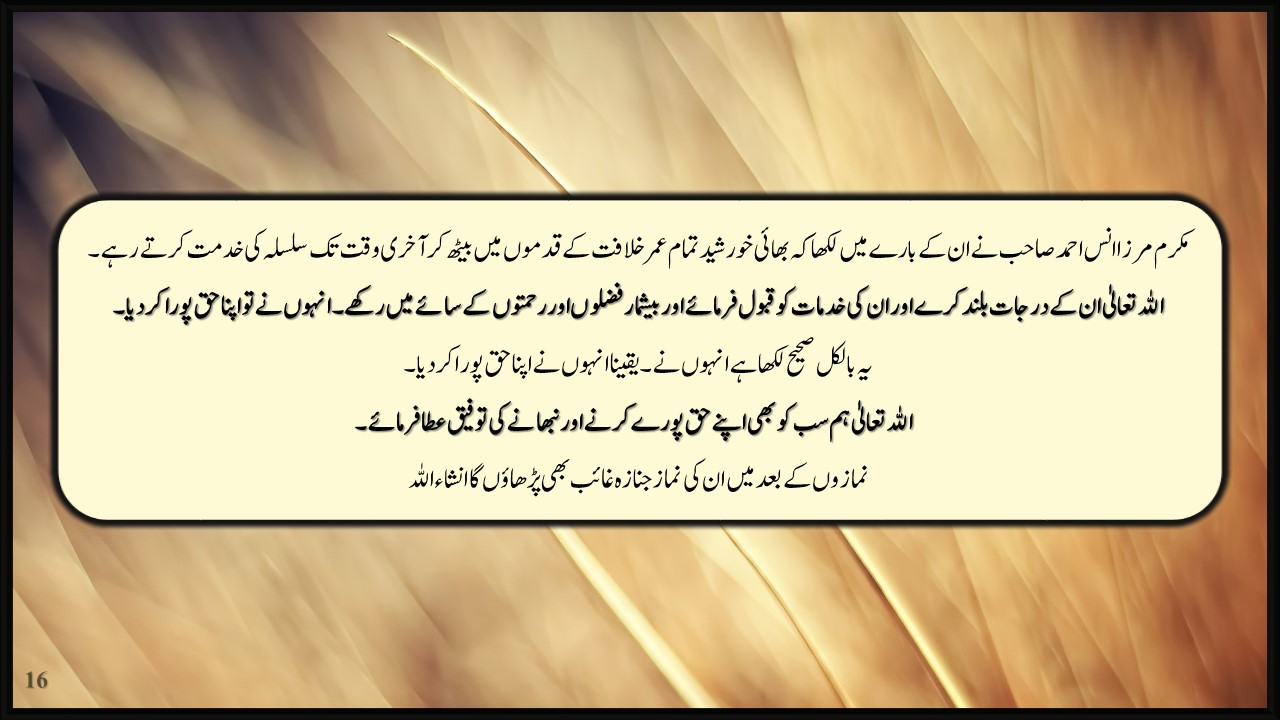 مکرم مرزا انس احمد صاحب نے ان کے بارے میں لکھا کہ بھائی خورشید تمام عمر خلافت کے قدموں میں بیٹھ کر آخری وقت تک سلسلہ کی خدمت کرتے رہے۔
اللہ تعالیٰ ان کے درجات بلند کرے اور ان کی خدمات کو قبول فرمائے اور بیشمار فضلوں اور رحمتوں کے سائے میں رکھے۔ انہوں نے تو اپنا حق پورا کر دیا۔
یہ بالکل صحیح لکھا ہے انہوں نے۔ یقینا انہوں نے اپنا حق پورا کر دیا۔
اللہ تعالیٰ ہم سب کو بھی اپنے حق پورے کرنے اور نبھانے کی توفیق عطا فرمائے۔
نمازوں کے بعد میں ان کی نماز جنازہ غائب بھی پڑھاؤں گا انشاء اللہ
16